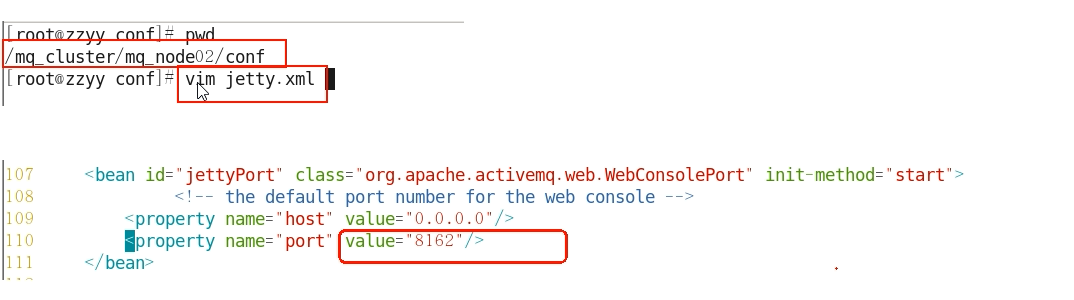 [root@zzyy conf]# pwd
/mq_cluster/mq_node02/conf
[root@zzyy conf]# vim jetty.xml
107     <bean id="jettyPort" class="org.apache.activemq.web.WebConsolePort" init-method="start">
108              <!-- the default port number for the web console -->
109         <property name="host" value="0.0.0.0"/>
110         <property name="port" value="8162"/>
111     </bean>